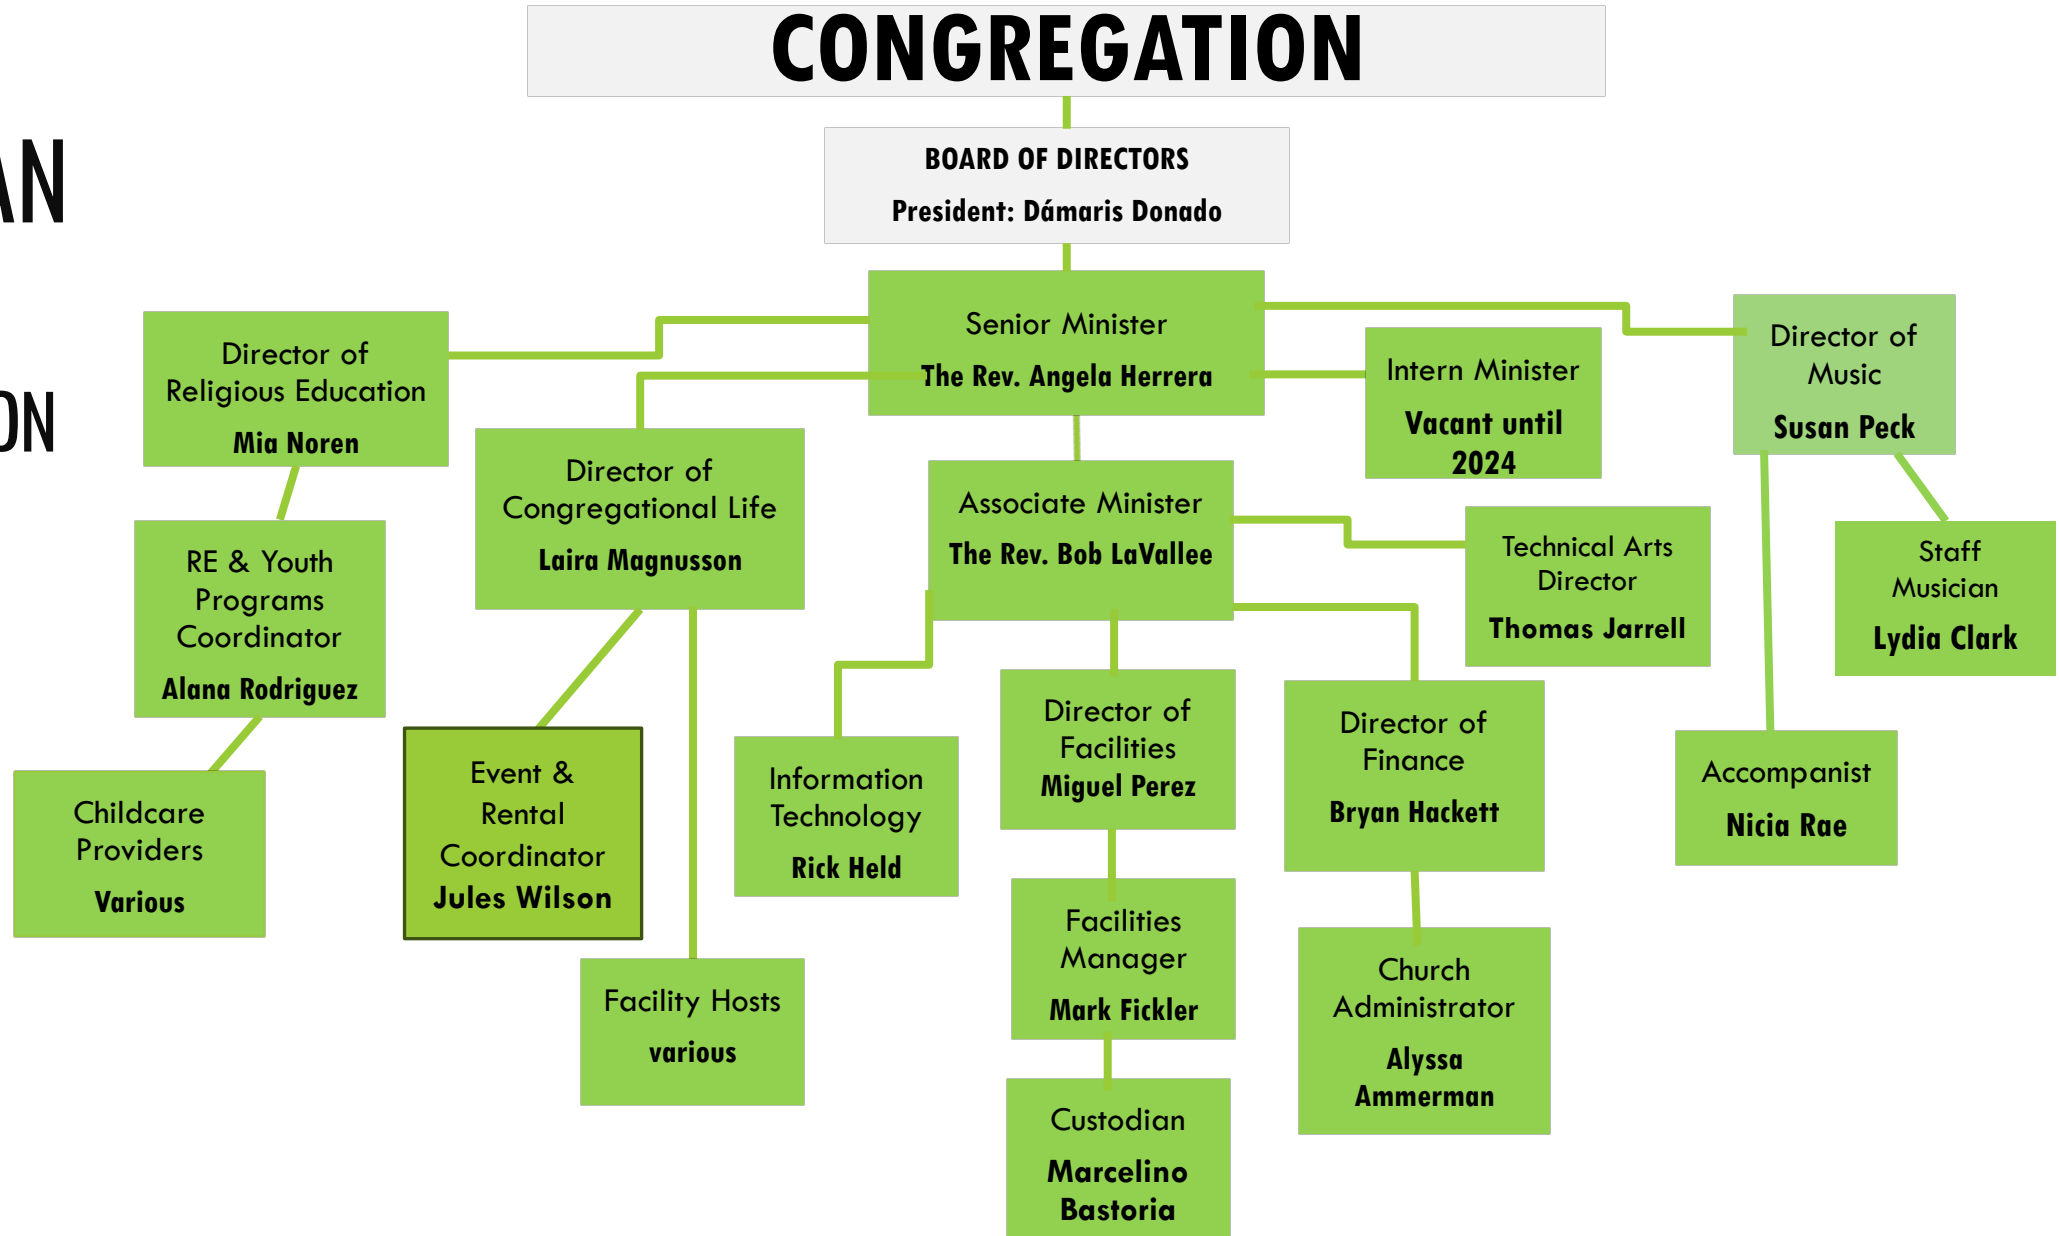 CONGREGATION
BOARD OF DIRECTORS
President: Dámaris Donado
AN
ON
Senior Minister
The Rev. Angela Herrera
Director of
Religious Education
Mia Noren
Intern Minister
Vacant until
2024
Director of
Music
Susan Peck
Director of
Congregational Life
Laira Magnusson
Associate Minister
The Rev. Bob LaVallee
Technical Arts
Director
Thomas Jarrell
Staff
Musician
Lydia Clark
RE & Youth
Programs
Coordinator
Alana Rodriguez
Childcare
Providers
Various
Event &
Rental
Coordinator
Jules Wilson
Facility Hosts
various
Information
Technology
Rick Held
Director of
Facilities
Miguel Perez
Director of
Finance
Bryan Hackett
Accompanist
Nicia Rae
Facilities
Manager
Mark Fickler
Church
Administrator
Alyssa
Ammerman
Custodian
Marcelino
Bastoria